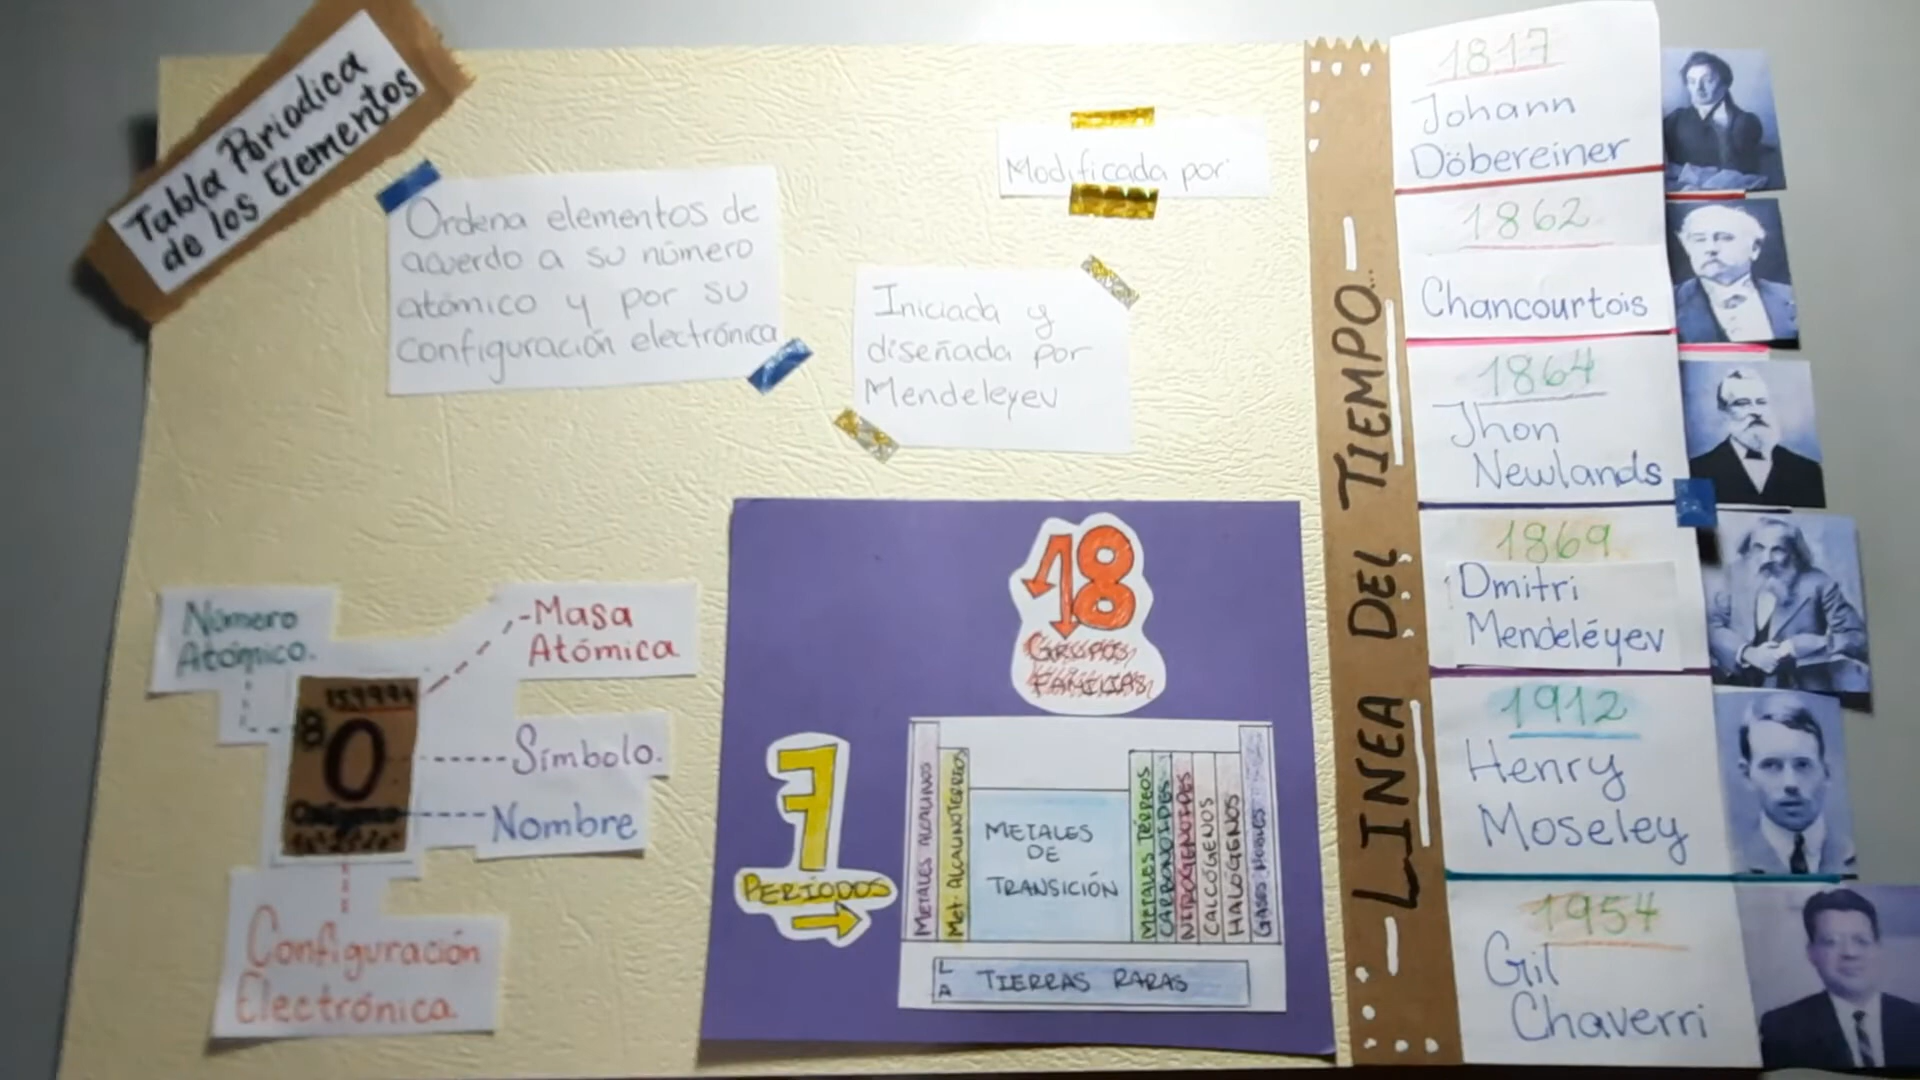 Tabla Periodica
de los Elementos
Ordena elementos de
acuerdo a su número
atómico y por su
configuración electrónica
Modificada por:
Iniciada y
diseñada por
Mendeleyev
Número
Atómico.
-Masa
Atómica
15.9994
8
O
Oxígeno
Símbolo.
Nombre
Configuración
Electrónica.
18
GRUPOS
FAMILIAS
7
PERÍODOS
METALES ALCALINOS
Met. ALCALINOTERREOS
METALES
DE
TRANSICIÓN
METALES TÉRREOS
CARBONOIDES
NITROGENOIDES
CALCÓGENOS
HALÓGENOS
GASES NOBLES
L
A
TIERRAS RARAS
LINEA DEL TIEMPO
1817
Johann
Döbereiner
1862
Chancourtois
1864
Jhon
Newlands
1869
Dmitri
Mendeléyev
1912
Henry
Moseley
1954
Gil
Chaverri